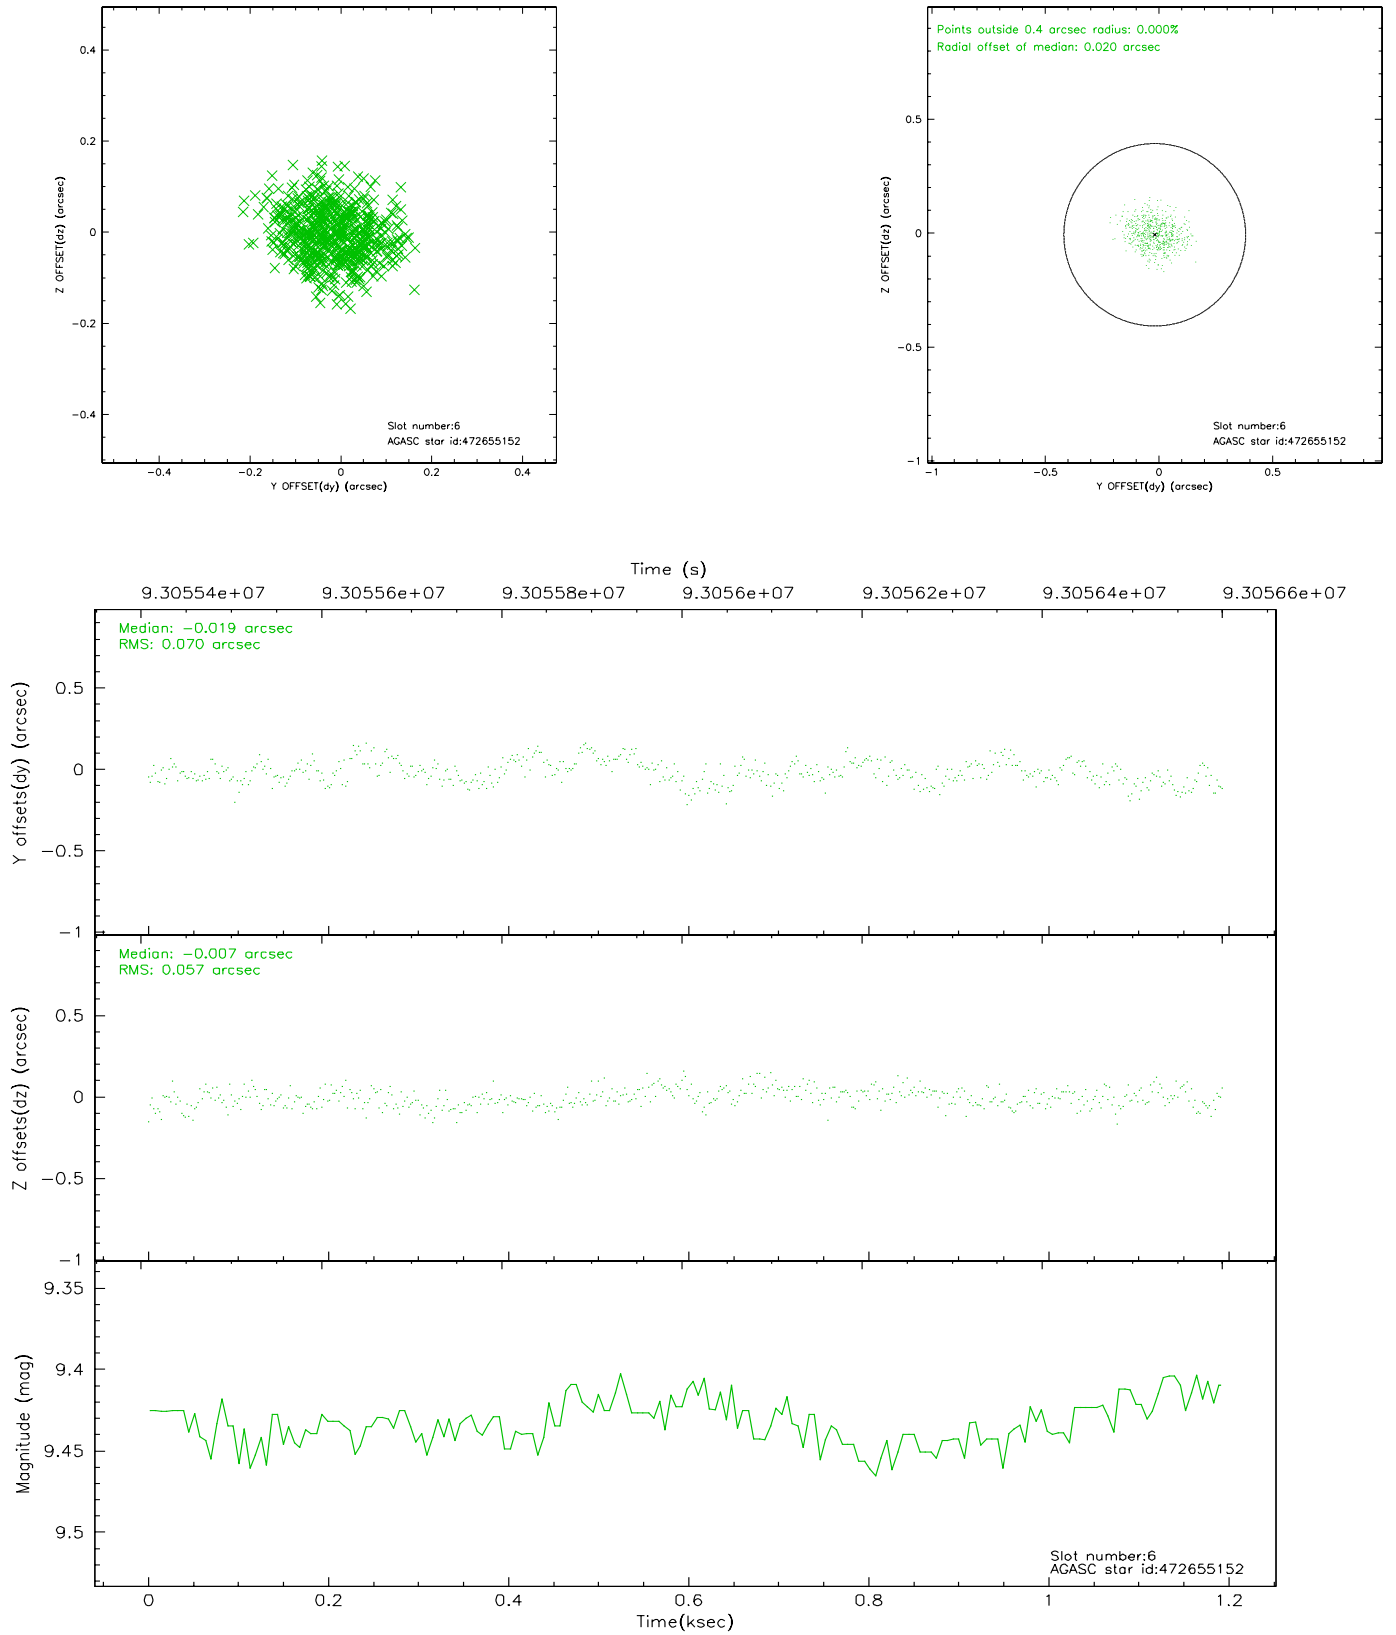 0.4
0.2
0
−0.2
−0.4
Z OFFSET(dz) (arcsec)
Slot number:6
AGASC star id:472655152
−0.4 −0.2 0 0.2 0.4
Y OFFSET(dy) (arcsec)
Points outside 0.4 arcsec radius: 0.000%
Radial offset of median: 0.020 arcsec
0.5
0
−0.5
−1
Z OFFSET(dz) (arcsec)
Slot number:6
AGASC star id:472655152
−1 −0.5 0 0.5
Y OFFSET(dy) (arcsec)
Time (s)
9.30554e+07 9.30556e+07 9.30558e+07 9.3056e+07 9.30562e+07 9.30564e+07 9.30566e+07
Median: −0.019 arcsec
RMS: 0.070 arcsec
0.5
0
−0.5
−1
Y offsets(dy) (arcsec)
Median: −0.007 arcsec
RMS: 0.057 arcsec
0.5
0
−0.5
−1
Z offsets(dz) (arcsec)
9.35
9.4
9.45
9.5
Magnitude (mag)
Slot number:6
AGASC star id:472655152
0 0.2 0.4 0.6 0.8 1 1.2
Time(ksec)